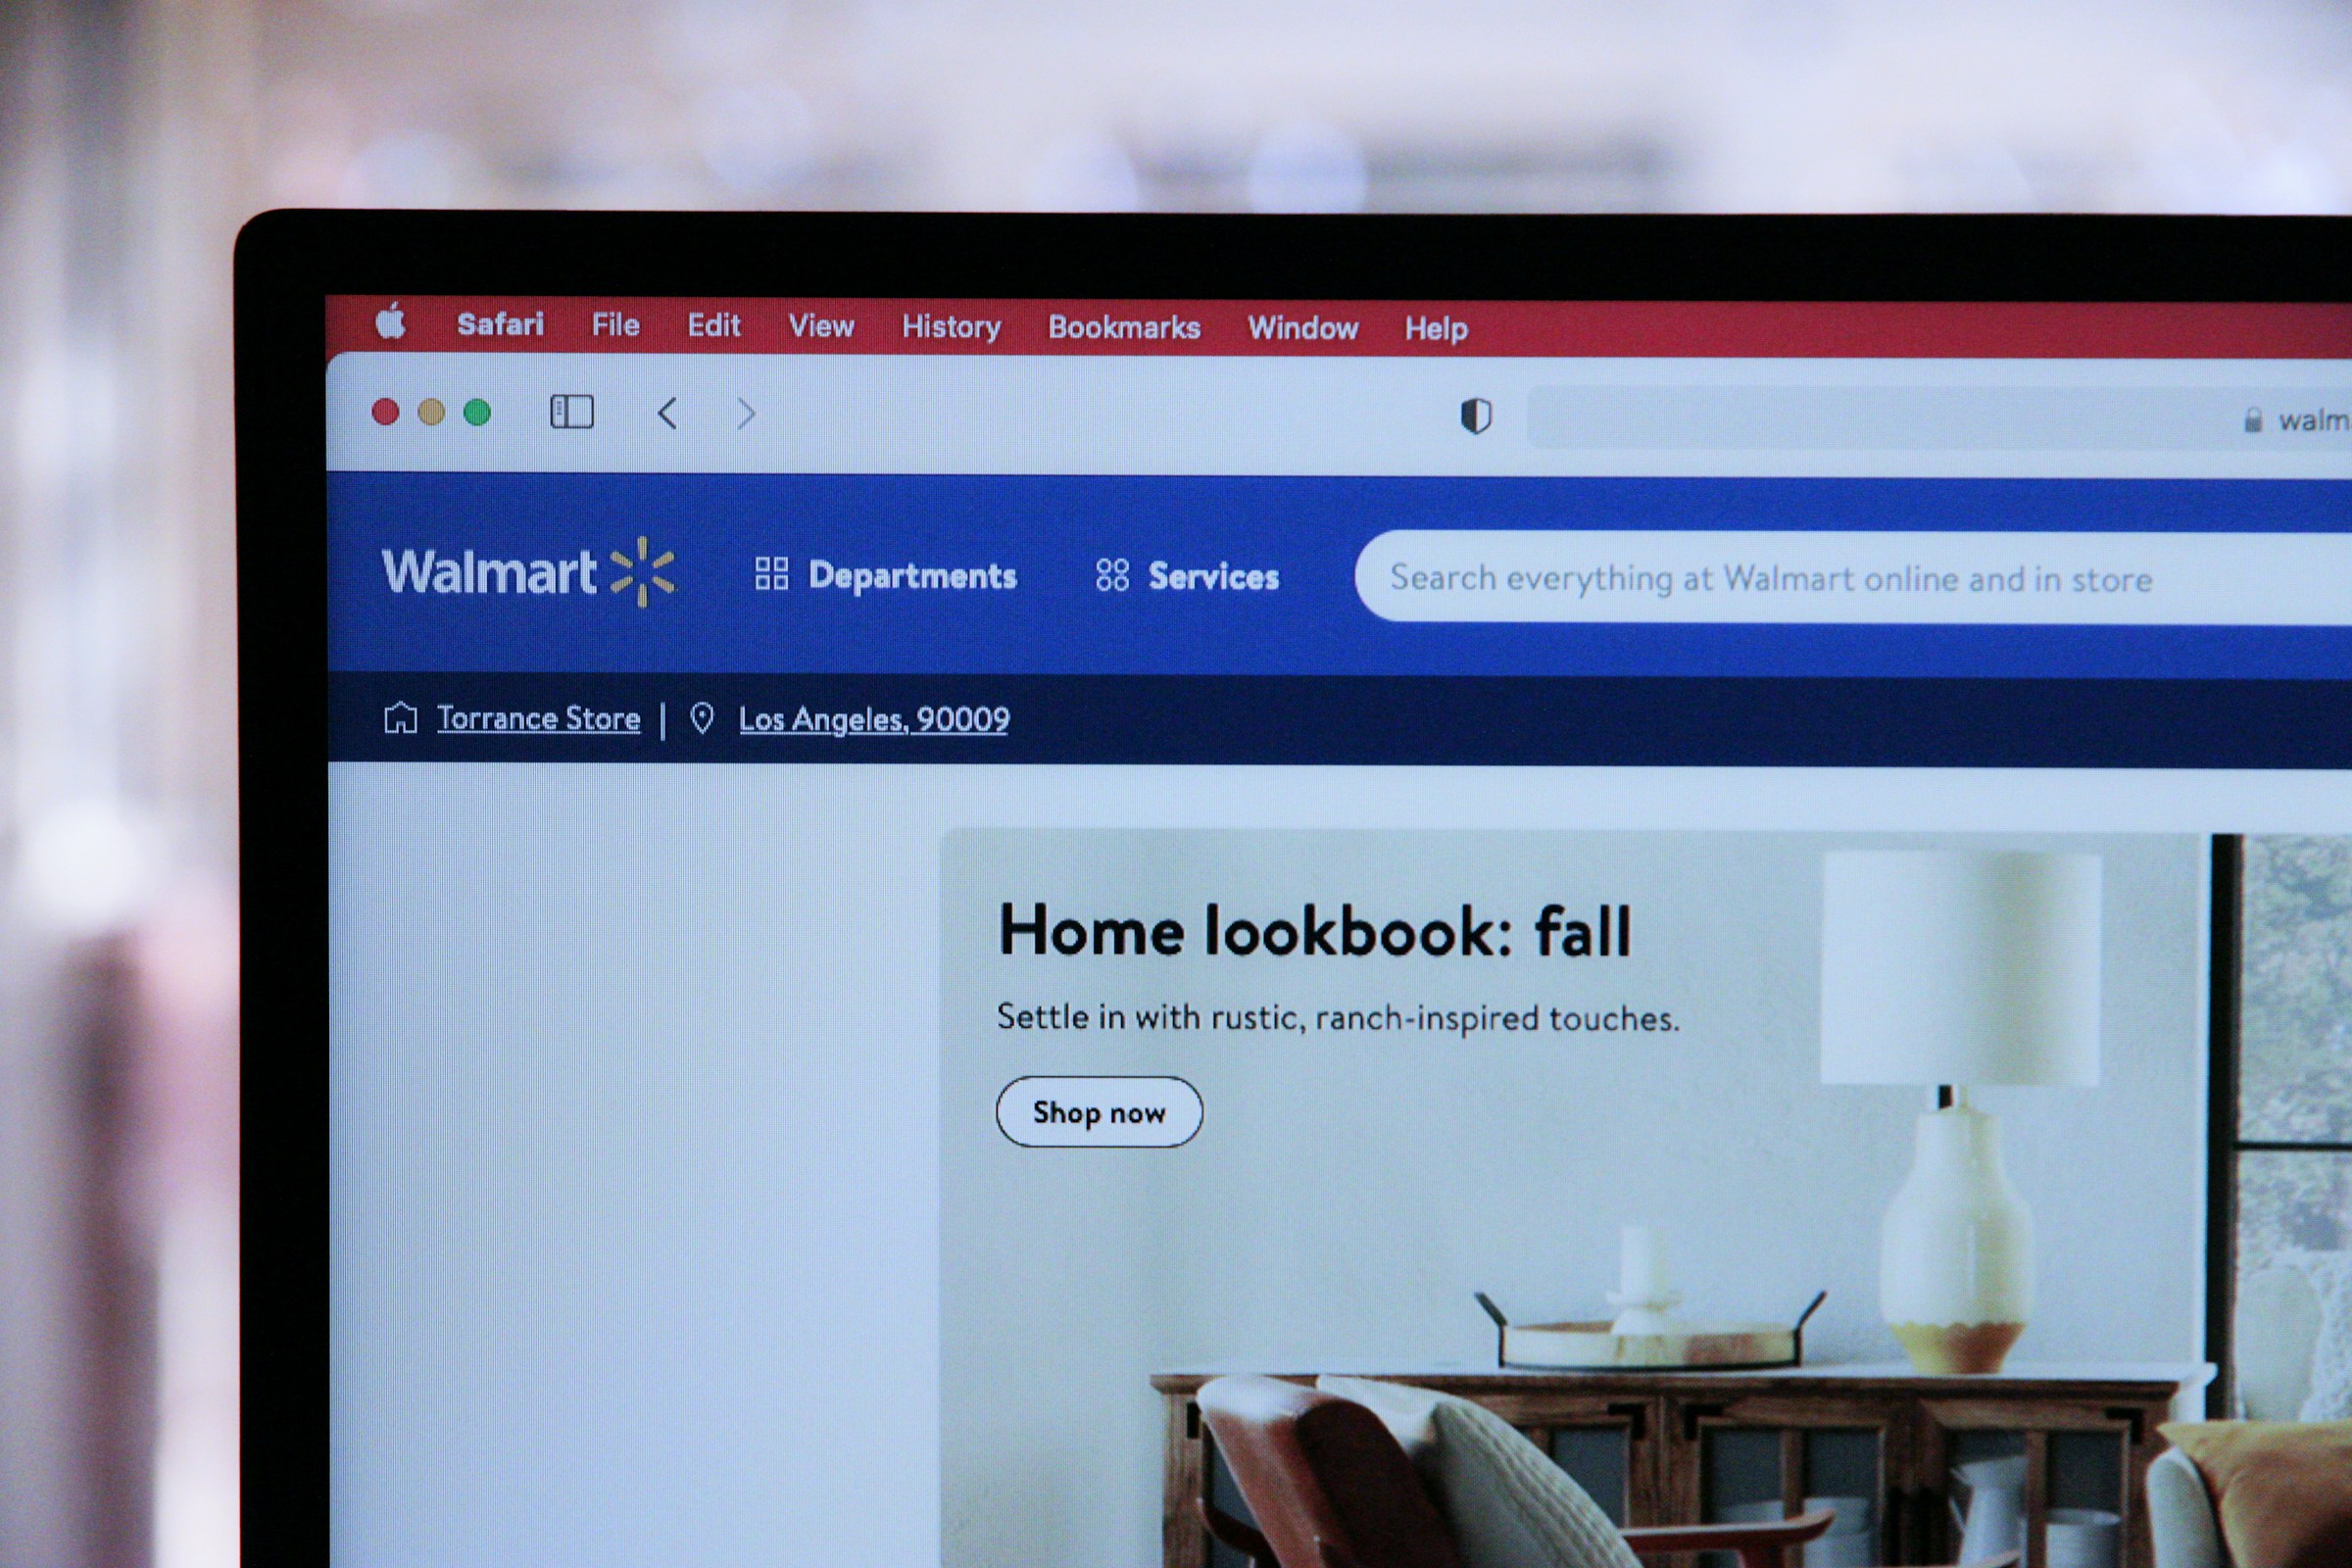 Safari File Edit View History Bookmarks Window Help
walm
Walmart Departments Services Search everything at Walmart online and in store
Torrance Store | Los Angeles, 90009
Home lookbook: fall
Settle in with rustic, ranch-inspired touches.
Shop now